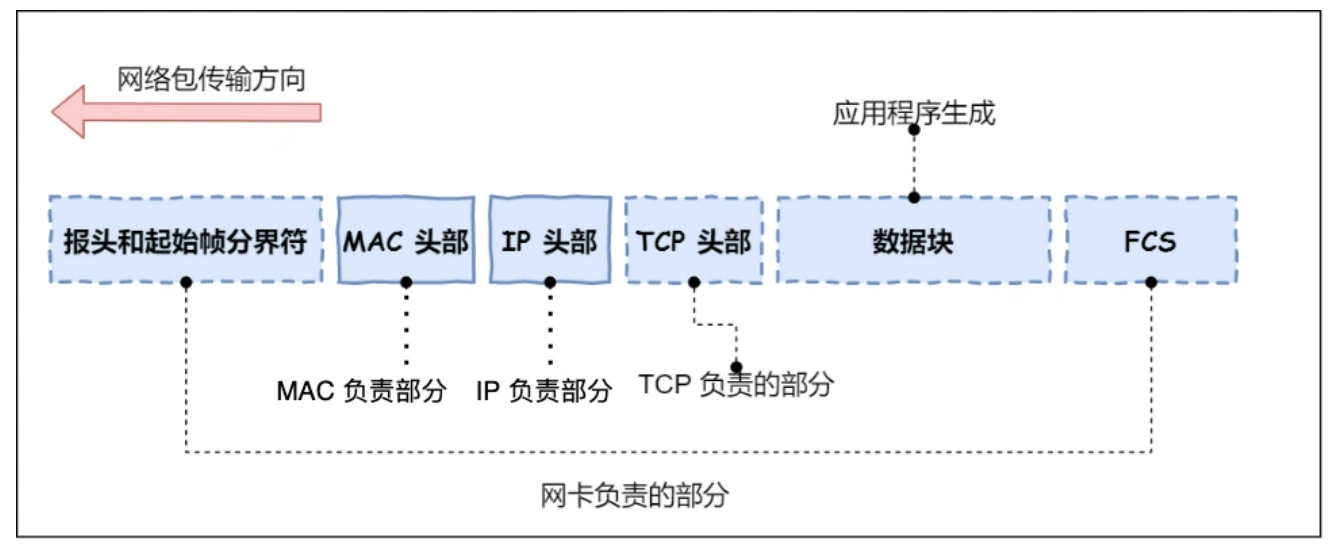 网络包传输方向
应用程序生成
报头和起始帧分界符
MAC 头部
IP 头部
TCP 头部
数据块
FCS
MAC 负责部分
IP 负责部分
TCP 负责的部分
网卡负责的部分